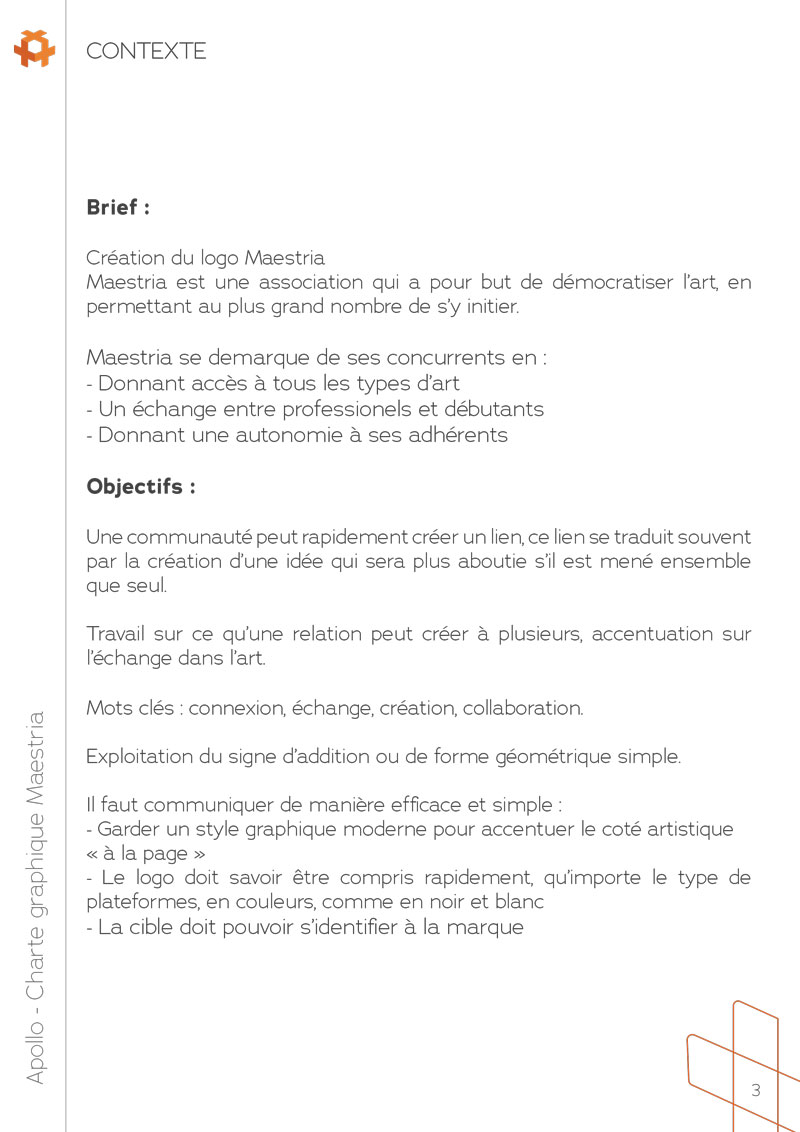 CONTEXTE
Brief :
Création du logo Maestria
Maestria est une association qui a pour but de démocratiser l'art, en
permettant au plus grand nombre de s'y initier.
Maestria se demarque de ses concurrents en :
- Donnant accès à tous les types d'art
- Un échange entre professionels et débutants
- Donnant une autonomie à ses adhérents
Objectifs :
Une communauté peut rapidement créer un lien, ce lien se traduit souvent
par la création d'une idée qui sera plus aboutie s'il est mené ensemble
que seul.
Travail sur ce qu'une relation peut créer à plusieurs, accentuation sur
l'échange dans l'art.
Mots clés : connexion, échange, création, collaboration.
Exploitation du signe d'addition ou de forme géométrique simple.
Il faut communiquer de manière efficace et simple :
- Garder un style graphique moderne pour accentuer le coté artistique
« à la page »
- Le logo doit savoir être compris rapidement, qu'importe le type de
plateformes, en couleurs, comme en noir et blanc
- La cible doit pouvoir s'identifier à la marque
Apollo - Charte graphique Maestria
3